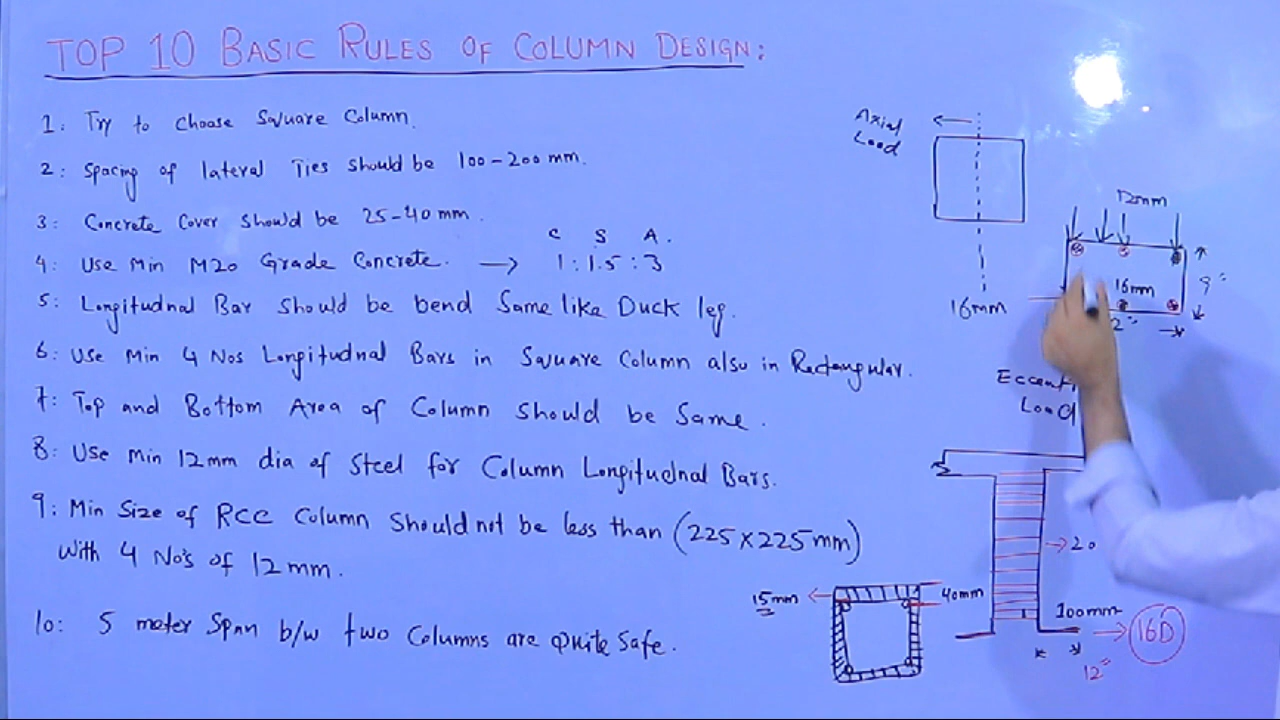 TOP 10 BASIC RULES OF COLUMN DESIGN:
1: Try to choose Square Column.
2: Spacing of lateral Ties should be 100-200 mm.
3: Concrete Cover should be 25-40 mm.
C S A.
4: Use Min M20 Grade Concrete. → 1:1.5:3
5: Longitudnal Bar should be bend Same like Duck leg.
6: Use Min 4 Nos Longitudnal Bars in Square Column also in Rectangular.
7: Top and Bottom Area of Column should be Same.
8: Use Min 12mm dia of Steel for Column Longitudnal Bars.
9: Min Size of RCC Column Should not be less than (225x225mm)
With 4 No's of 12mm.
10: 5 meter Span b/w two Columns are quite Safe.
Axial
Load
12mm
16mm
9"
16mm
2"
Eccent
Load
20
15mm
40mm
100mm
16D
12"